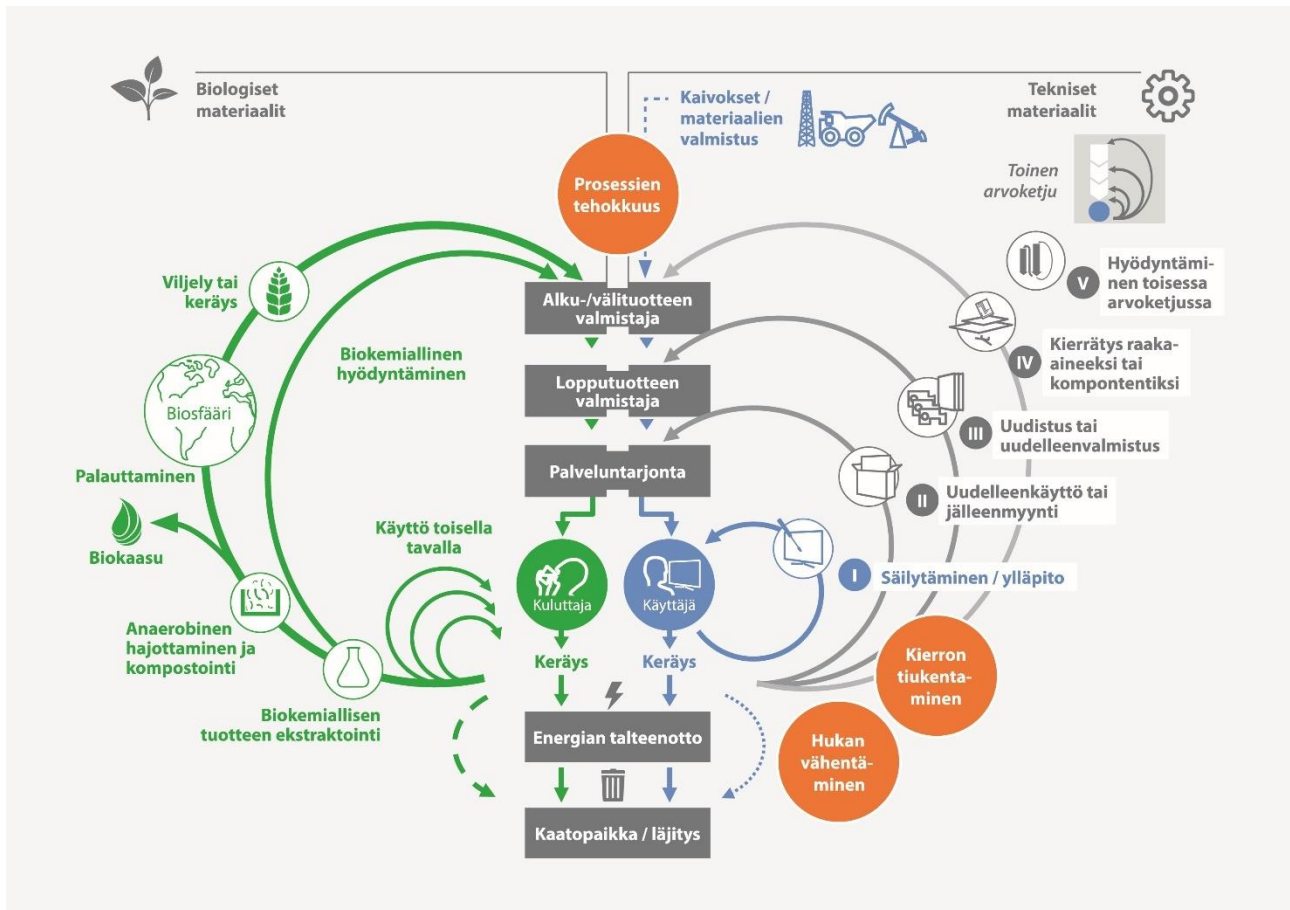 Biologiset
materiaalit
Kaivokset /
materiaalien
valmistus
Tekniset
materiaalit
Toinen
arvoketju
Prosessien
tehokkuus
Viljely tai
keräys
Biosfääri
Palauttaminen
Biokaasu
Anaerobinen
hajottaminen ja
kompostointi
Biokemiallisen
tuotteen ekstraktointi
Biokemiallinen
hyödyntäminen
Käyttö toisella
tavalla
Alku-/välituotteen
valmistaja
Lopputuotteen
valmistaja
Palveluntarjonta
Kuluttaja
Käyttäjä
Keräys
Keräys
Energian talteenotto
Kaatopaikka / läjitys
V
Hyödyntämi-
nen toisessa
arvoketjussa
IV
Kierrätys raaka-
aineeksi tai
kompontentiksi
III
Uudistus tai
uudelleenvalmistus
II
Uudelleenkäyttö tai
jälleenmyynti
I
Säilytäminen / ylläpito
Kierron
tiukenta-
minen
Hukan
vähentä-
minen